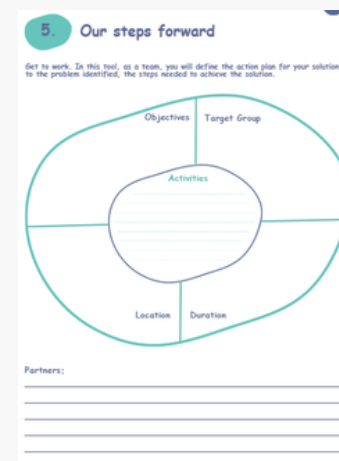 5. Our steps forward
Get to work. In this tool, as a team, you will define the action plan for your solution
to the problem identified, the steps needed to achieve the solution.
Objectives Target Group
Activities
Location Duration
Partners: